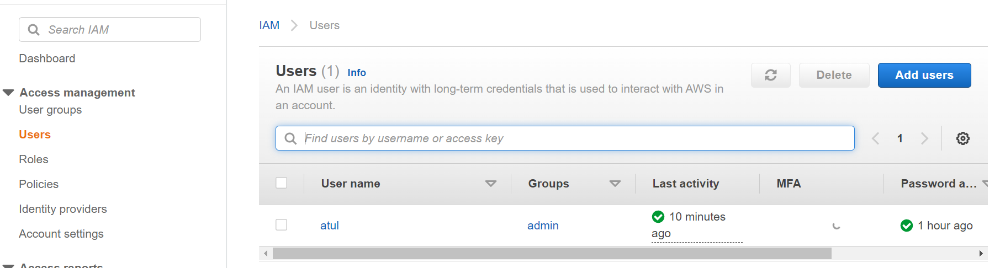 Search IAM
Dashboard
Access management
User groups
Users
Roles
Policies
Identity providers
Account settings
Access reports
IAM > Users
Users (1) Info
An IAM user is an identity with long-term credentials that is used to interact with AWS in
an account.
Delete
Add users
Find users by username or access key
1
User name Groups Last activity MFA Password a...
atul admin 10 minutes
ago
1 hour ago